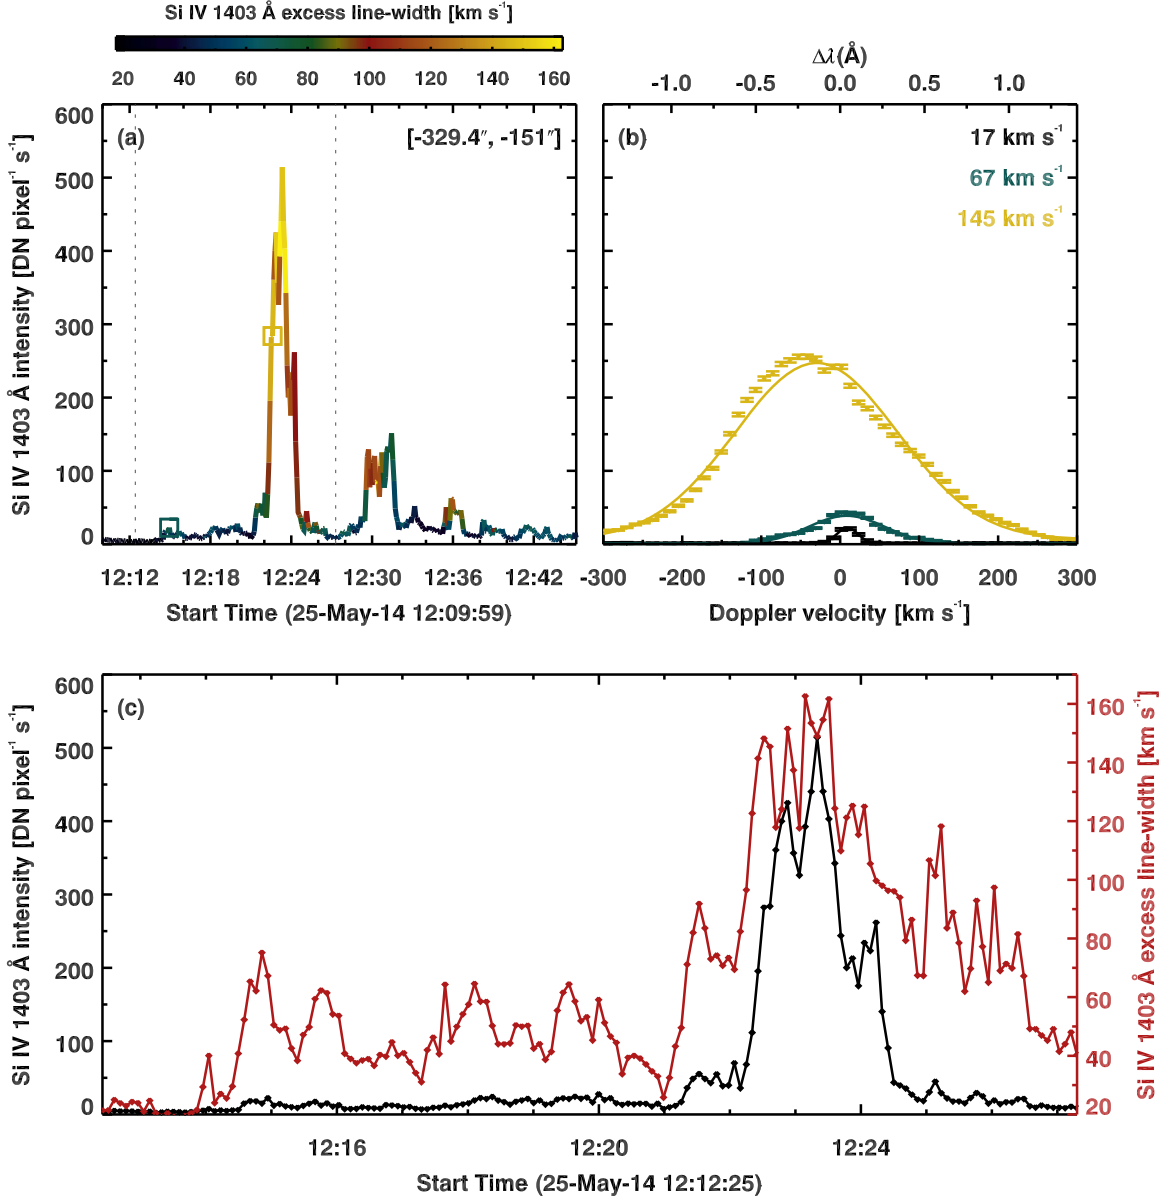 Si IV 1403 Å excess line-width [km s⁻¹]
20 40 60 80 100 120 140 160
Δλ(Å)
-1.0 -0.5 0.0 0.5 1.0
(a)
[-329.4″, -151″]
600
500
400
300
200
100
0
Si IV 1403 Å intensity [DN pixel⁻¹ s⁻¹]
12:12 12:18 12:24 12:30 12:36 12:42
Start Time (25-May-14 12:09:59)
(b)
17 km s⁻¹
67 km s⁻¹
145 km s⁻¹
-300 -200 -100 0 100 200 300
Doppler velocity [km s⁻¹]
(c)
600
500
400
300
200
100
0
Si IV 1403 Å intensity [DN pixel⁻¹ s⁻¹]
160
140
120
100
80
60
40
20
Si IV 1403 Å excess line-width [km s⁻¹]
12:16 12:20 12:24
Start Time (25-May-14 12:12:25)